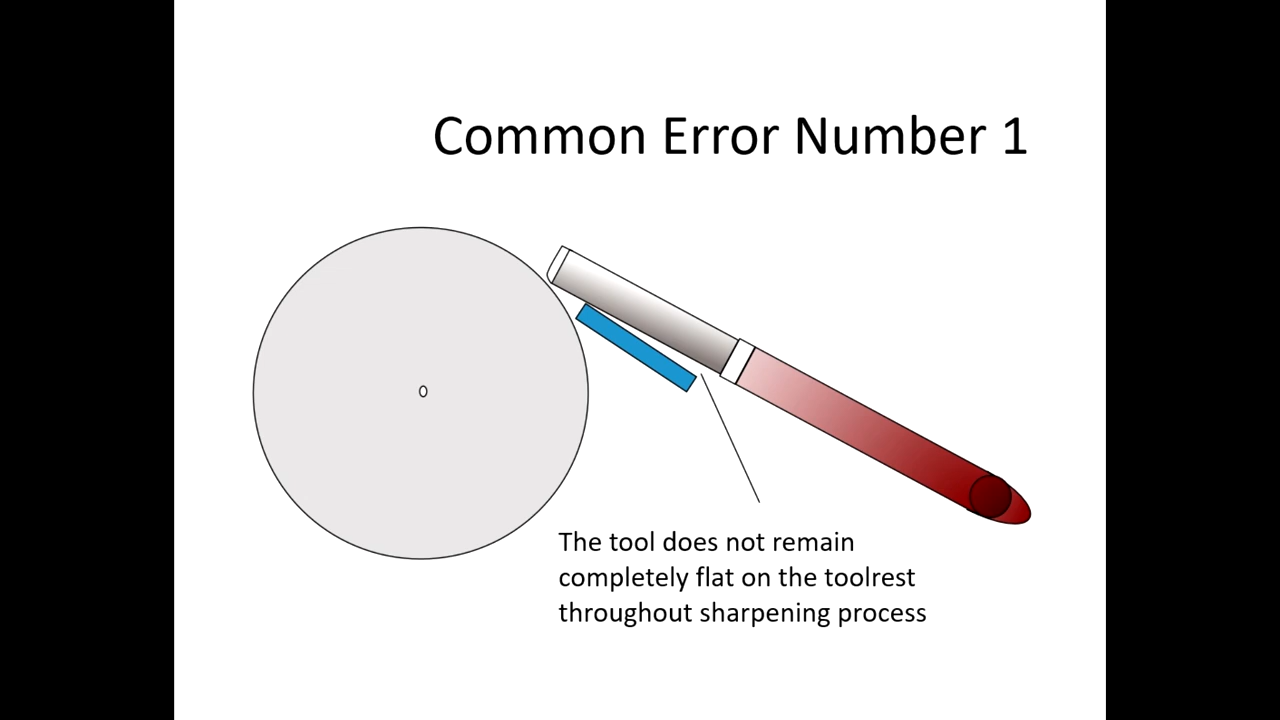 Common Error Number 1
The tool does not remain
completely flat on the toolrest
throughout sharpening process